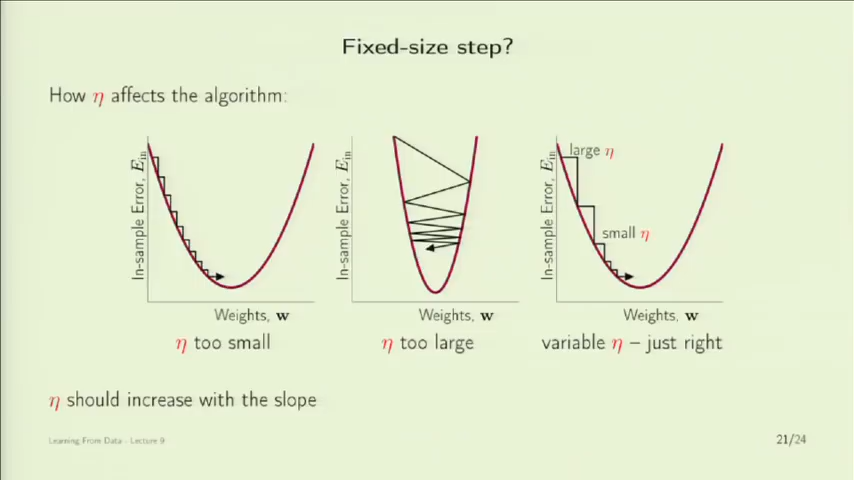 Fixed-size step?
How η affects the algorithm:
In-sample Error, E_in
Weights, w
η too small
In-sample Error, E_in
Weights, w
η too large
In-sample Error, E_in
large η
small η
Weights, w
variable η – just right
η should increase with the slope
Learning From Data - Lecture 9
21/24